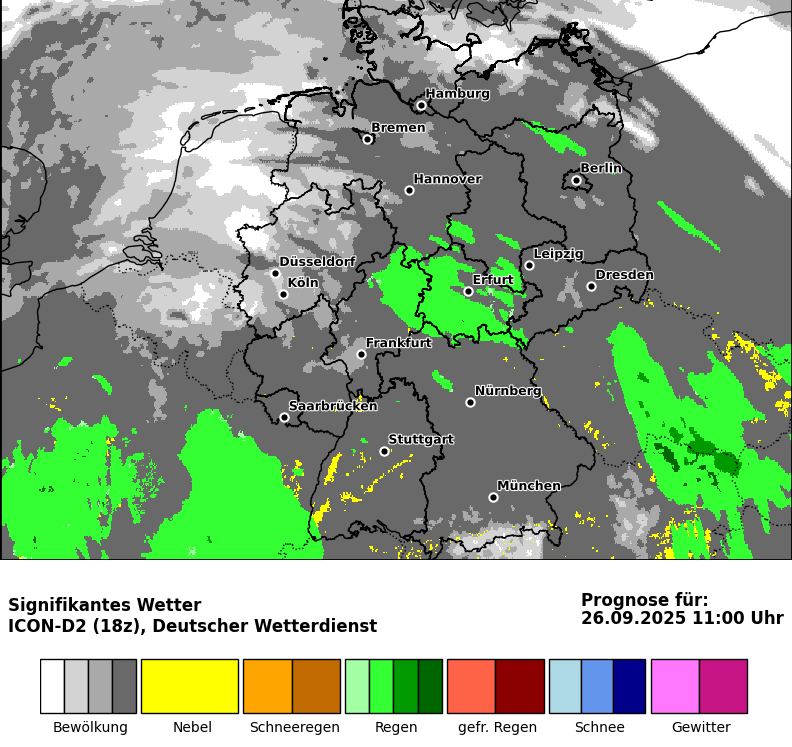 Hamburg
Bremen
Berlin
Hannover
Leipzig
Düsseldorf
Dresden
Erfurt
Köln
Frankfurt
Nürnberg
Saarbrücken
Stuttgart
München
Signifikantes Wetter
ICON-D2 (18z), Deutscher Wetterdienst
Prognose für:
26.09.2025 11:00 Uhr
Bewölkung Nebel Schneeregen Regen gefr. Regen Schnee Gewitter